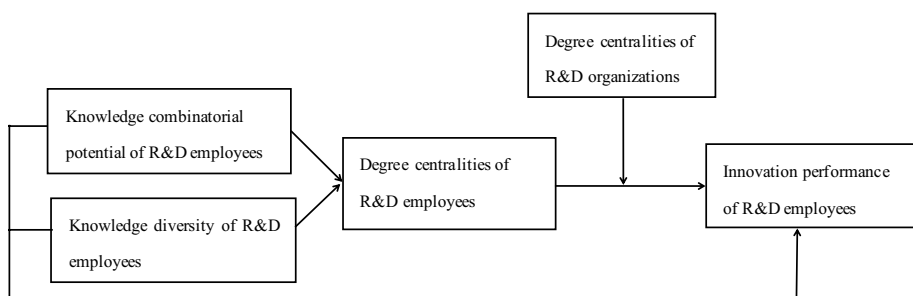 Degree centralities of
R&D organizations
Knowledge combinatorial
potential of R&D employees
Degree centralities of
R&D employees
Innovation performance
of R&D employees
Knowledge diversity of R&D
employees